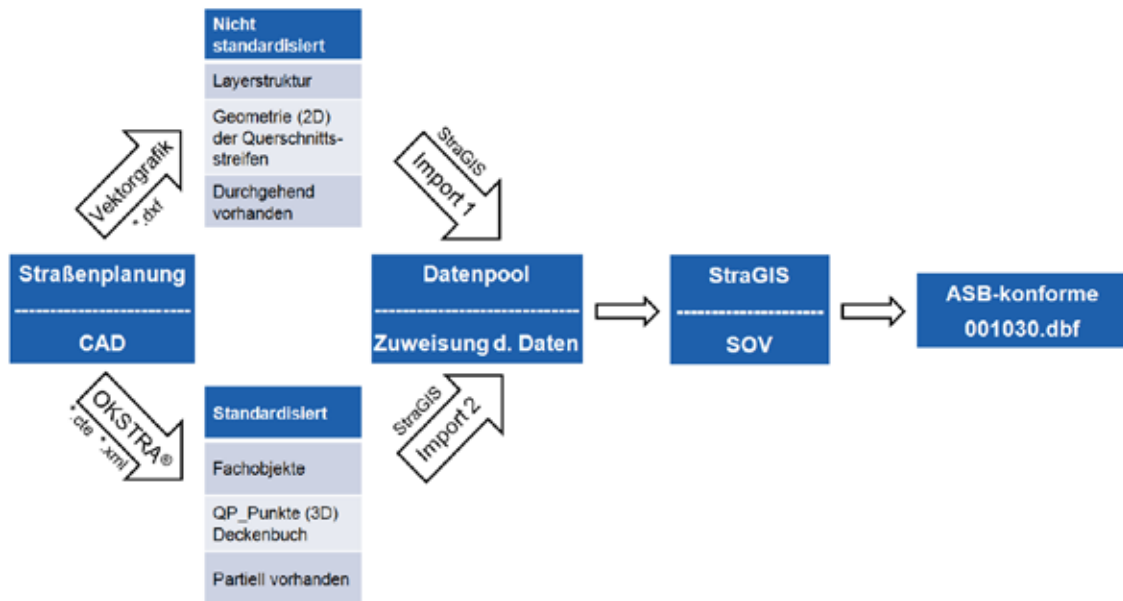 Nicht
standardisiert
Layerstruktur
Geometrie (2D)
der Querschnitts-
streifen
Durchgehend
vorhanden
Vektorgrafik
*.dxf
StraGIS
Import 1
Straßenplanung
CAD
Datenpool
Zuweisung d. Daten
StraGIS
SOV
ASB-konforme
001030.dbf
OKSTRA®
*.cte *.xml
Standardisiert
Fachobjekte
QP_Punkte (3D)
Deckenbuch
Partiell vorhanden
StraGIS
Import 2